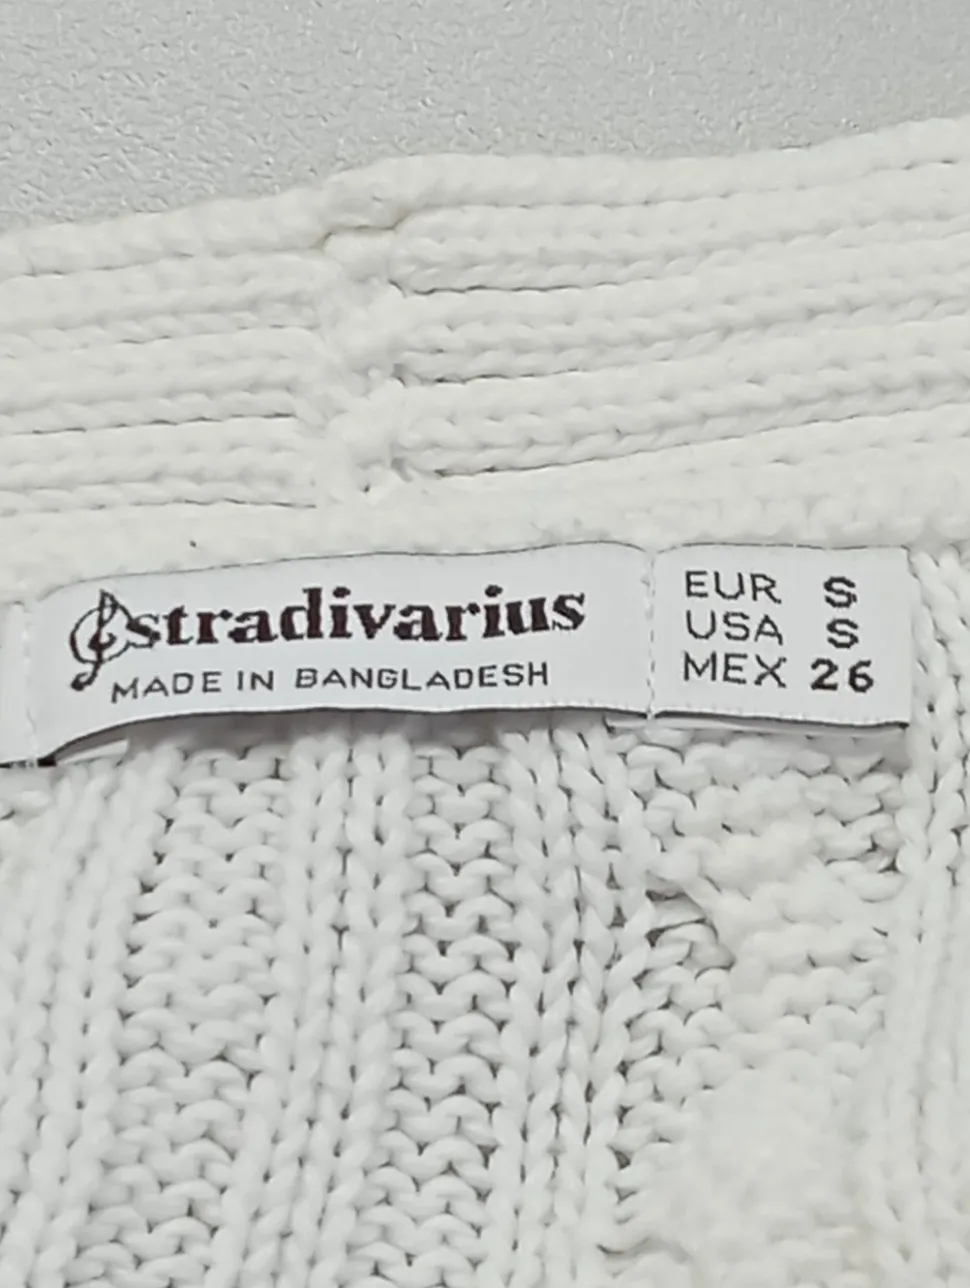 stradivarius
MADE IN BANGLADESH
EUR S
USA S
MEX 26